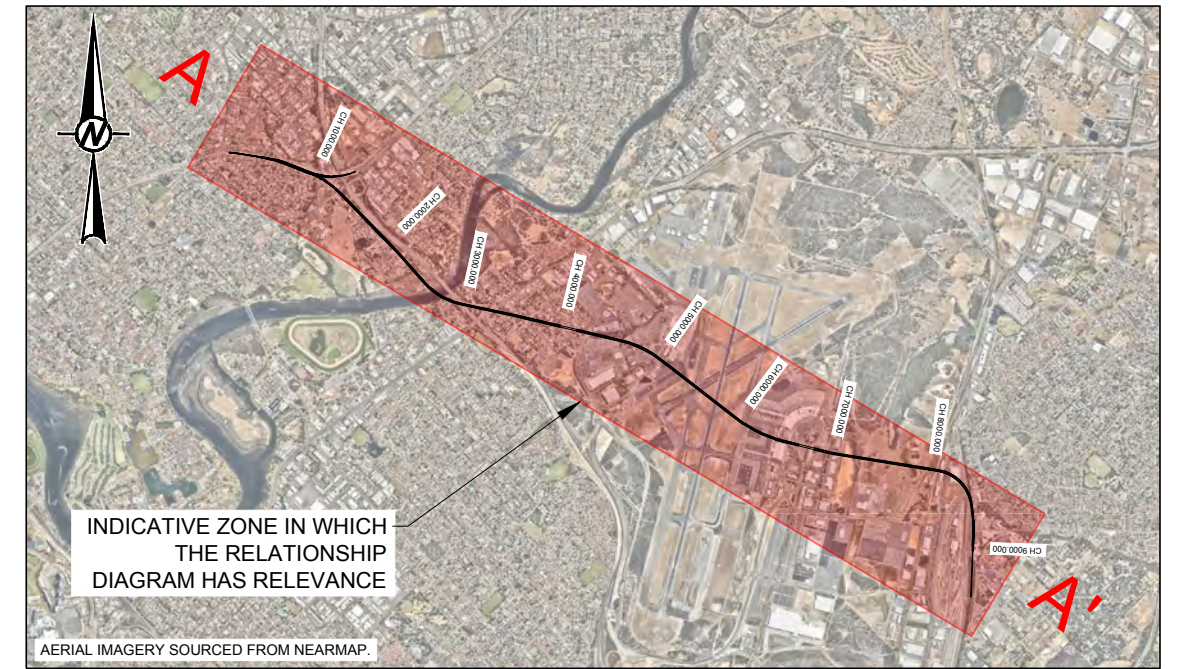 A
N
CH 1000.000
CH 2000.000
CH 3000.000
CH 4000.000
CH 5000.000
CH 6000.000
CH 7000.000
CH 8000.000
CH 9000.000
INDICATIVE ZONE IN WHICH
THE RELATIONSHIP
DIAGRAM HAS RELEVANCE
A'
AERIAL IMAGERY SOURCED FROM NEARMAP.